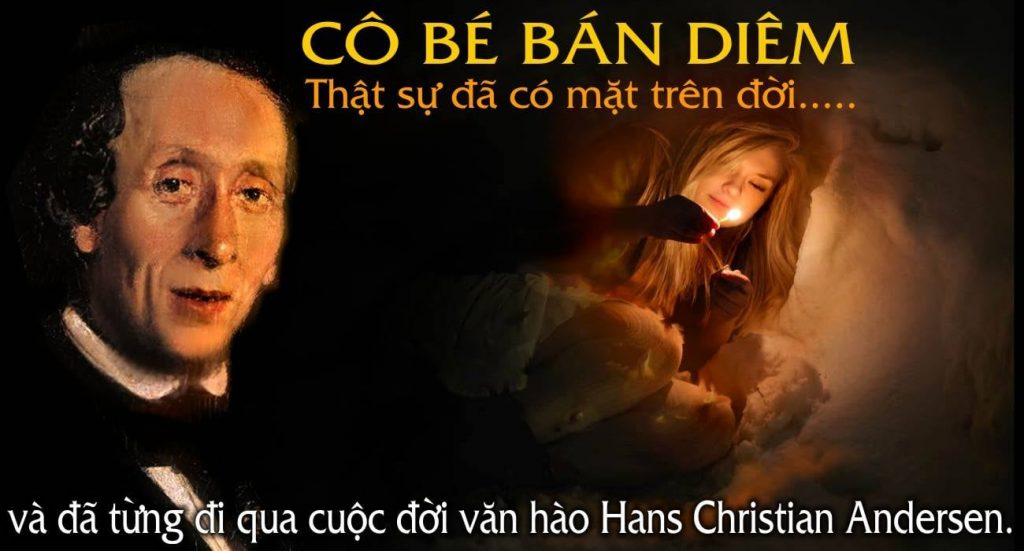 CÔ BÉ BÁN DIÊM
Thật sự đã có mặt trên đời.....
và đã từng đi qua cuộc đời văn hào Hans Christian Andersen.